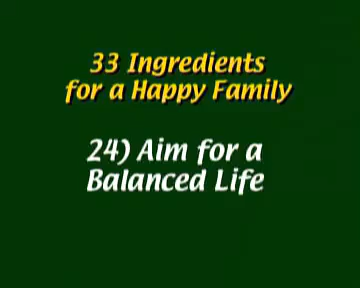 33 Ingredients
for a Happy Family
24) Aim for a
Balanced Life